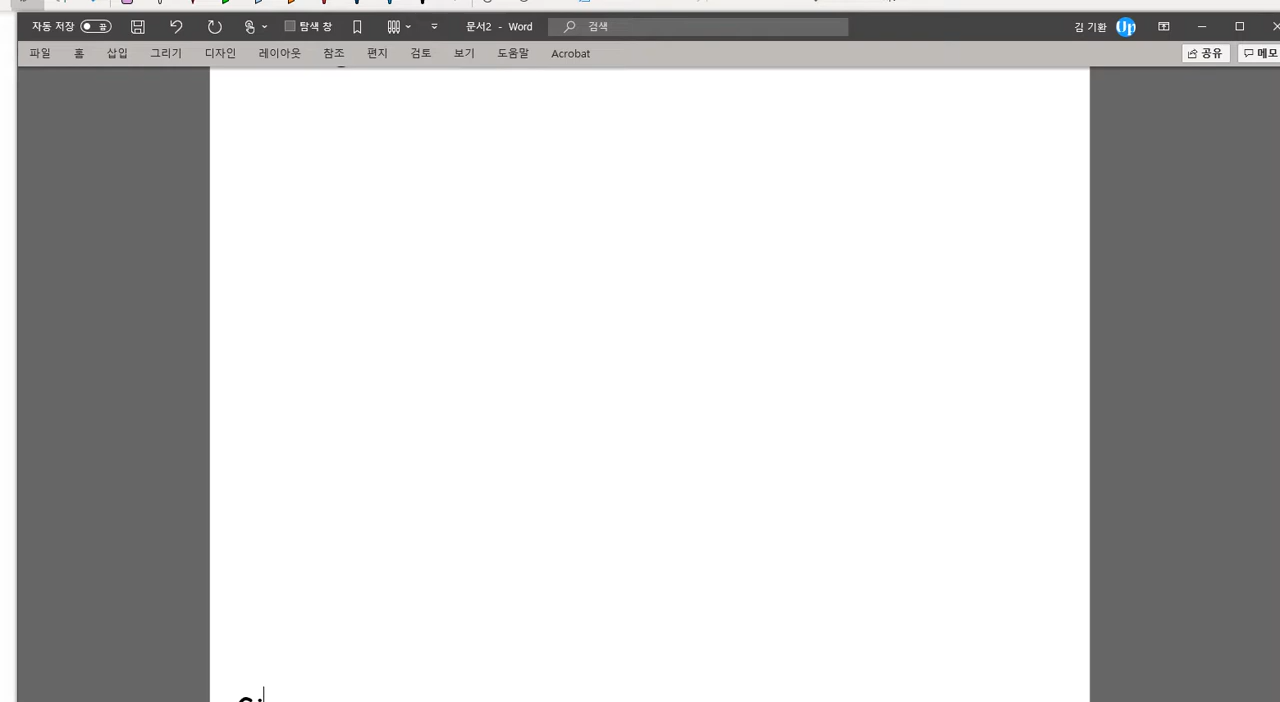 자동 저장 끔 탐색 창 문서2 - Word 검색 김 기환 Up
파일 홈 삽입 그리기 디자인 레이아웃 참조 편지 검토 보기 도움말 Acrobat 공유 메모